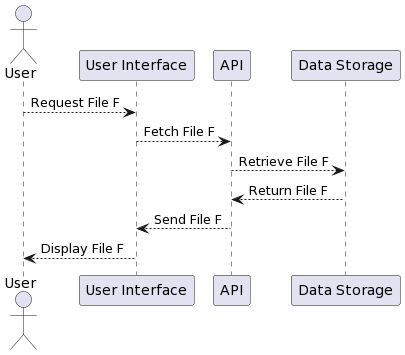 User
User Interface
API
Data Storage
Request File F
Fetch File F
Retrieve File F
Return File F
Send File F
Display File F
User
User Interface
API
Data Storage